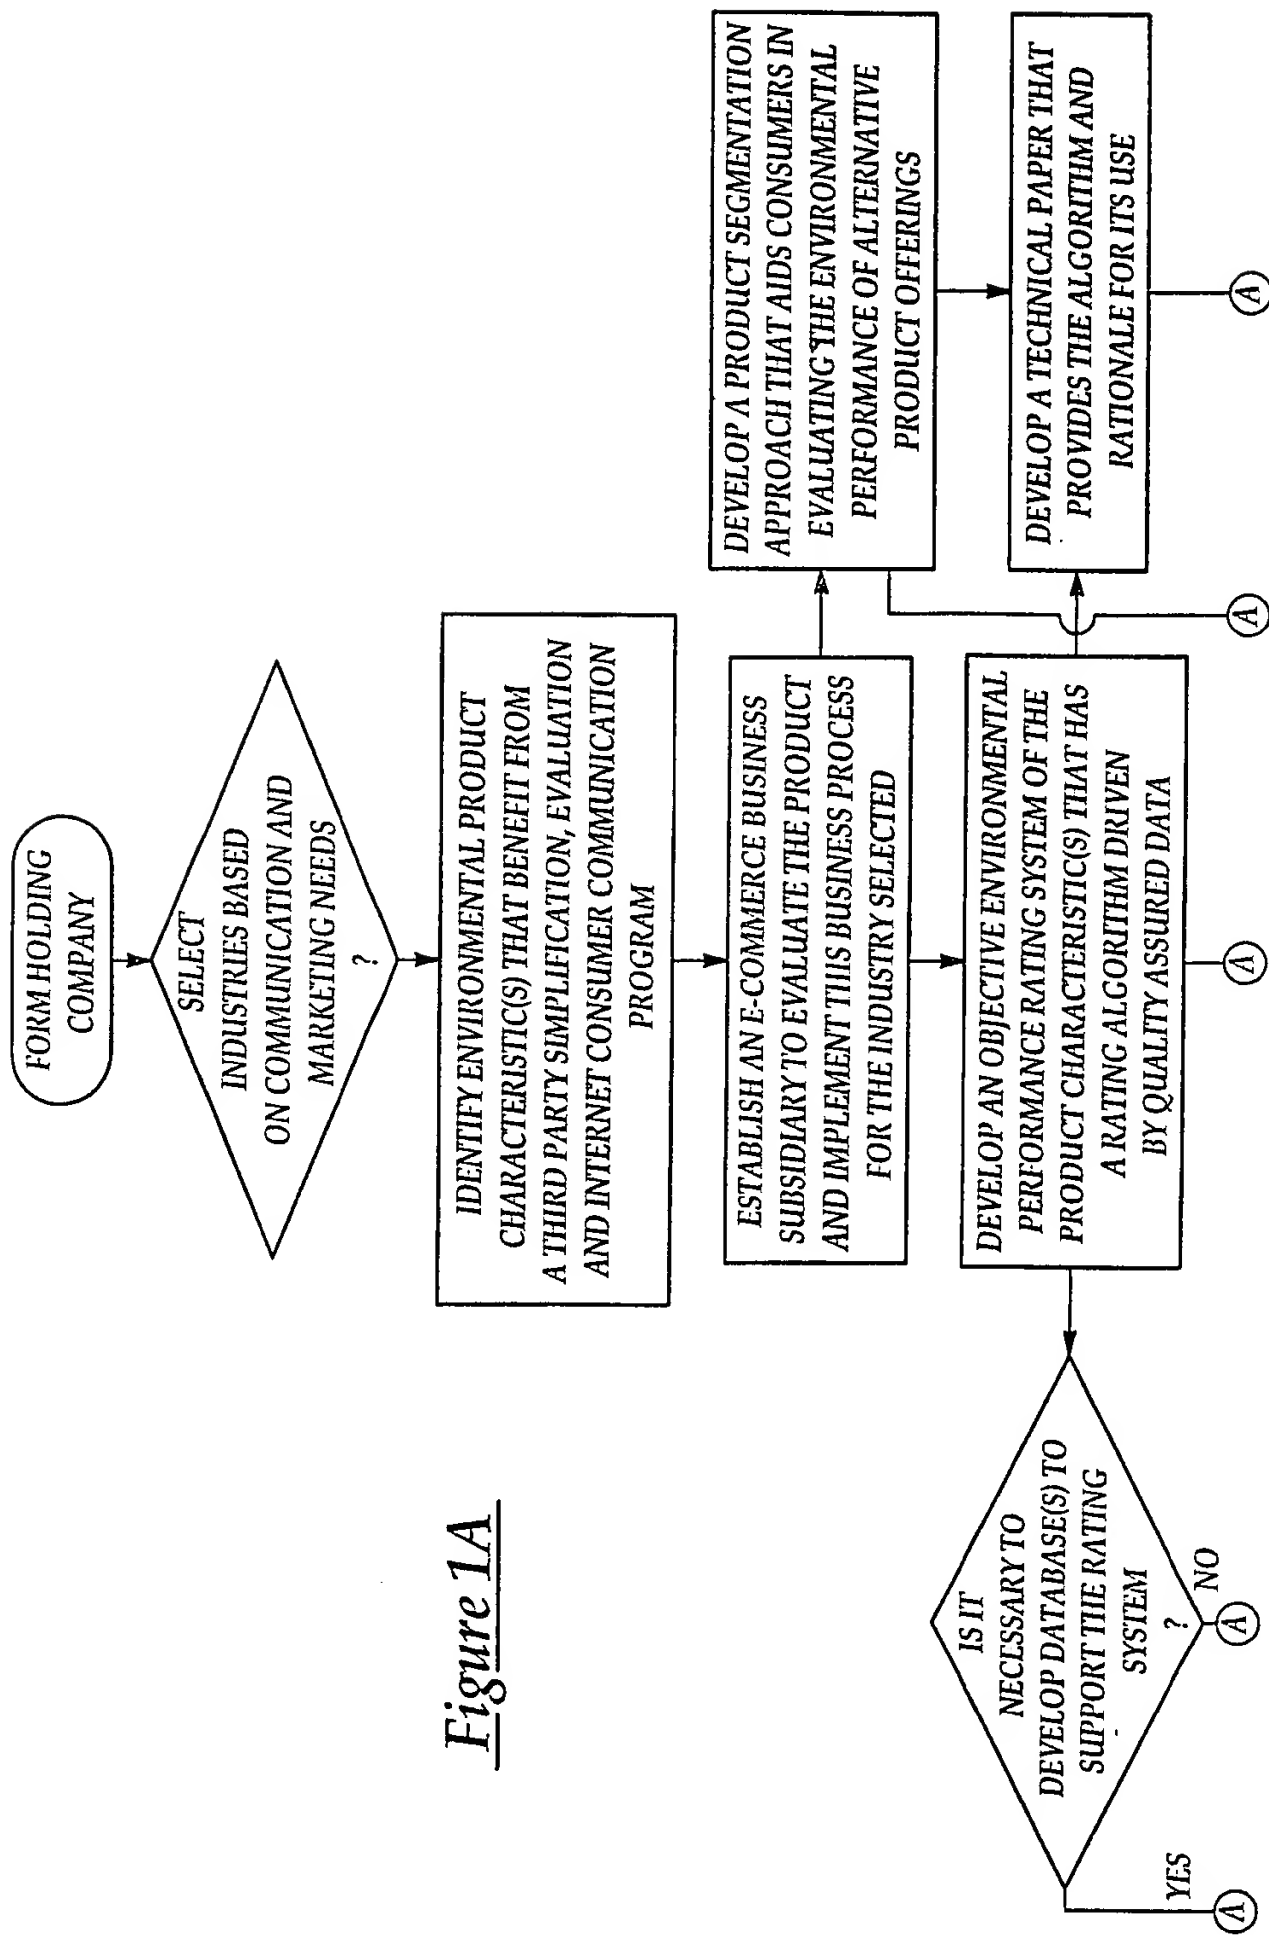 FORM HOLDING
COMPANY
SELECT
INDUSTRIES BASED
ON COMMUNICATION AND
MARKETING NEEDS
?
IDENTIFY ENVIRONMENTAL PRODUCT
CHARACTERISTIC(S) THAT BENEFIT FROM
A THIRD PARTY SIMPLIFICATION, EVALUATION
AND INTERNET CONSUMER COMMUNICATION
PROGRAM
ESTABLISH AN E-COMMERCE BUSINESS
SUBSIDIARY TO EVALUATE THE PRODUCT
AND IMPLEMENT THIS BUSINESS PROCESS
FOR THE INDUSTRY SELECTED
DEVELOP A PRODUCT SEGMENTATION
APPROACH THAT AIDS CONSUMERS IN
EVALUATING THE ENVIRONMENTAL
PERFORMANCE OF ALTERNATIVE
PRODUCT OFFERINGS
DEVELOP AN OBJECTIVE ENVIRONMENTAL
PERFORMANCE RATING SYSTEM OF THE
PRODUCT CHARACTERISTIC(S) THAT HAS
A RATING ALGORITHM DRIVEN
BY QUALITY ASSURED DATA
DEVELOP A TECHNICAL PAPER THAT
PROVIDES THE ALGORITHM AND
RATIONALE FOR ITS USE
IS IT
NECESSARY TO
DEVELOP DATABASE(S) TO
SUPPORT THE RATING
SYSTEM
?
YES
NO
A
A
A
A
A
Figure 1A